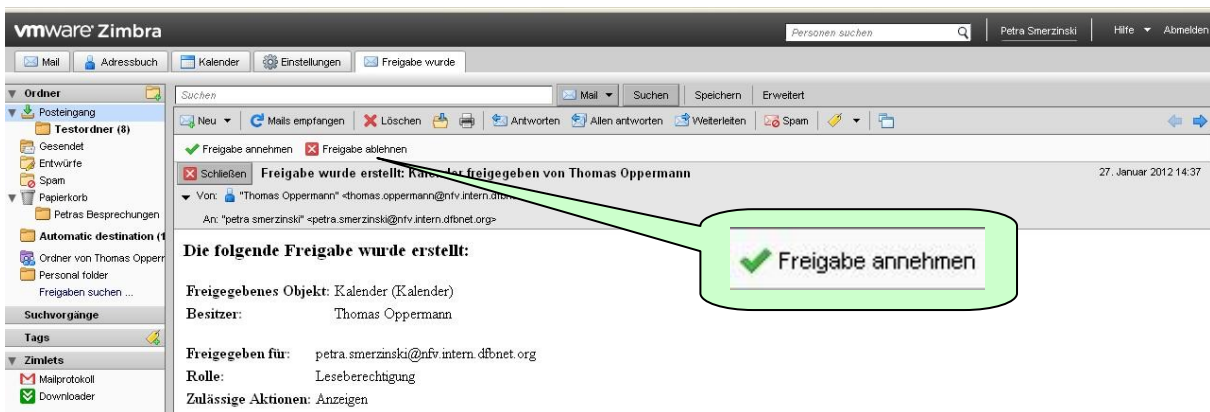 vmware Zimbra
Personen suchen
Petra Smerzinski
Hilfe
Abmelden
Mail
Adressbuch
Kalender
Einstellungen
Freigabe wurde
Ordner
Posteingang
Testordner (8)
Gesendet
Entwürfe
Spam
Papierkorb
Petras Besprechungen
Automatic destination (1
Ordner von Thomas Opperr
Personal folder
Freigaben suchen ...
Suchvorgänge
Tags
Zimlets
Mailprotokoll
Downloader
Suchen
Mail
Suchen
Speichern
Erweitert
Neu
Mails empfangen
Löschen
Antworten
Allen antworten
Weiterleiten
Spam
Freigabe annehmen
Freigabe ablehnen
Schließen
Freigabe wurde erstellt: Kalender freigegeben von Thomas Oppermann
27. Januar 2012 14:37
Von: "Thomas Oppermann" <thomas.oppermann@nfv.intern.dfbnet
An: "petra smerzinski" <petra.smerzinski@nfv.intern.dfbnet.org>
Die folgende Freigabe wurde erstellt:
Freigegebenes Objekt: Kalender (Kalender)
Besitzer: Thomas Oppermann
Freigegeben für: petra.smerzinski@nfv.intern.dfbnet.org
Rolle: Leseberechtigung
Zulässige Aktionen: Anzeigen
Freigabe annehmen